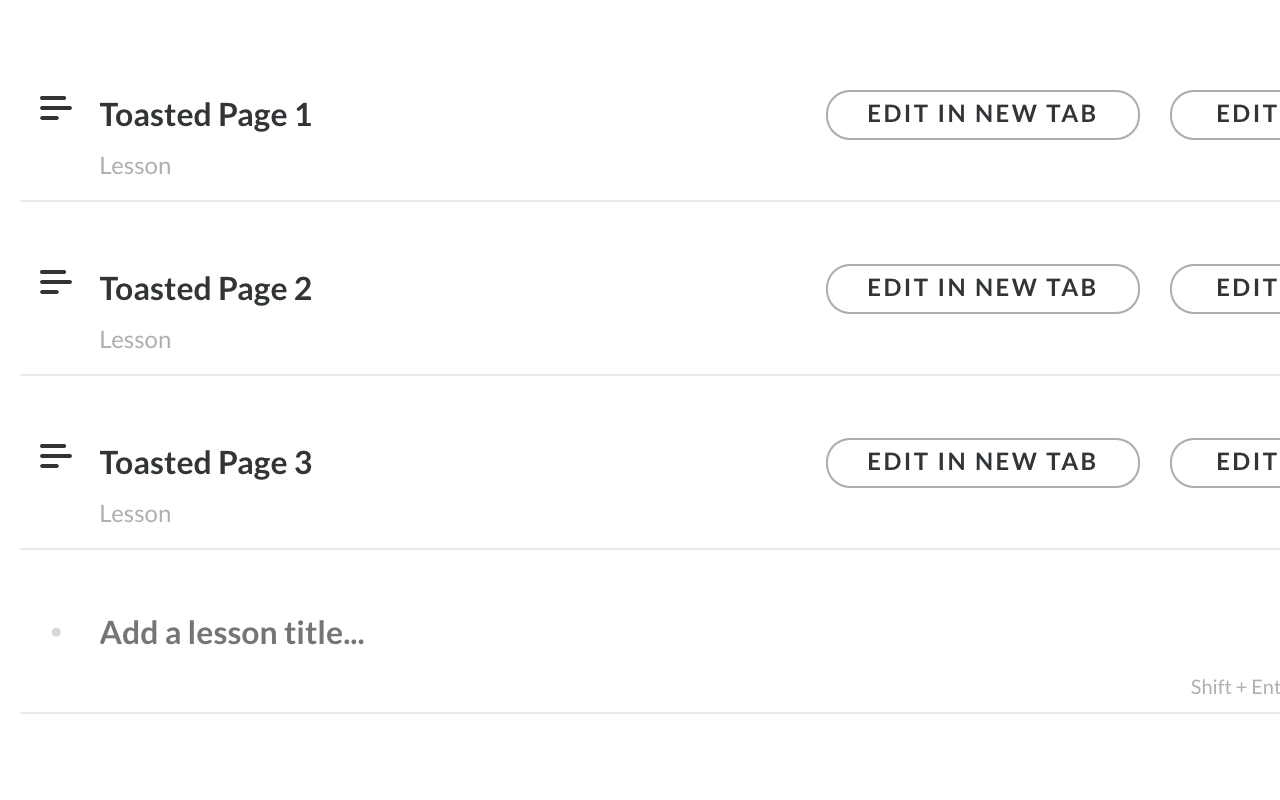 Toasted Page 1 EDIT IN NEW TAB EDIT
Lesson
Toasted Page 2 EDIT IN NEW TAB EDIT
Lesson
Toasted Page 3 EDIT IN NEW TAB EDIT
Lesson
Add a lesson title...
Shift + Ent